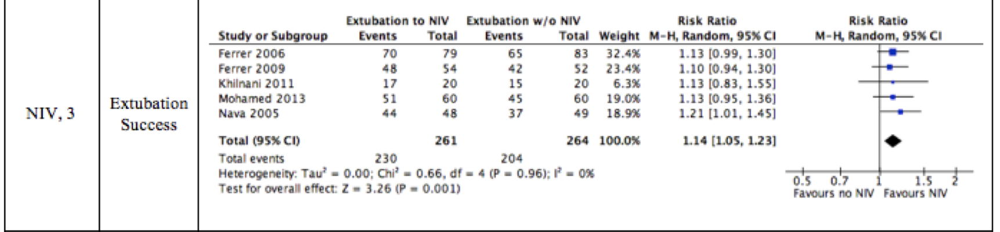 NIV, 3
Extubation
Success
Extubation to NIV Extubation w/o NIV Risk Ratio Risk Ratio
Study or Subgroup Events Total Events Total Weight M-H, Random, 95% CI M-H, Random, 95% CI
Ferrer 2006 70 79 65 83 32.4% 1.13 [0.99, 1.30]
Ferrer 2009 48 54 42 52 23.4% 1.10 [0.94, 1.30]
Khilnani 2011 17 20 15 20 6.3% 1.13 [0.83, 1.55]
Mohamed 2013 51 60 45 60 19.0% 1.13 [0.95, 1.36]
Nava 2005 44 48 37 49 18.9% 1.21 [1.01, 1.45]
Total (95% CI) 261 264 100.0% 1.14 [1.05, 1.23]
Total events 230 204
Heterogeneity: Tau² = 0.00; Chi² = 0.66, df = 4 (P = 0.96); I² = 0%
Test for overall effect: Z = 3.26 (P = 0.001)
0.5 0.7 1 1.5 2
Favours no NIV Favours NIV